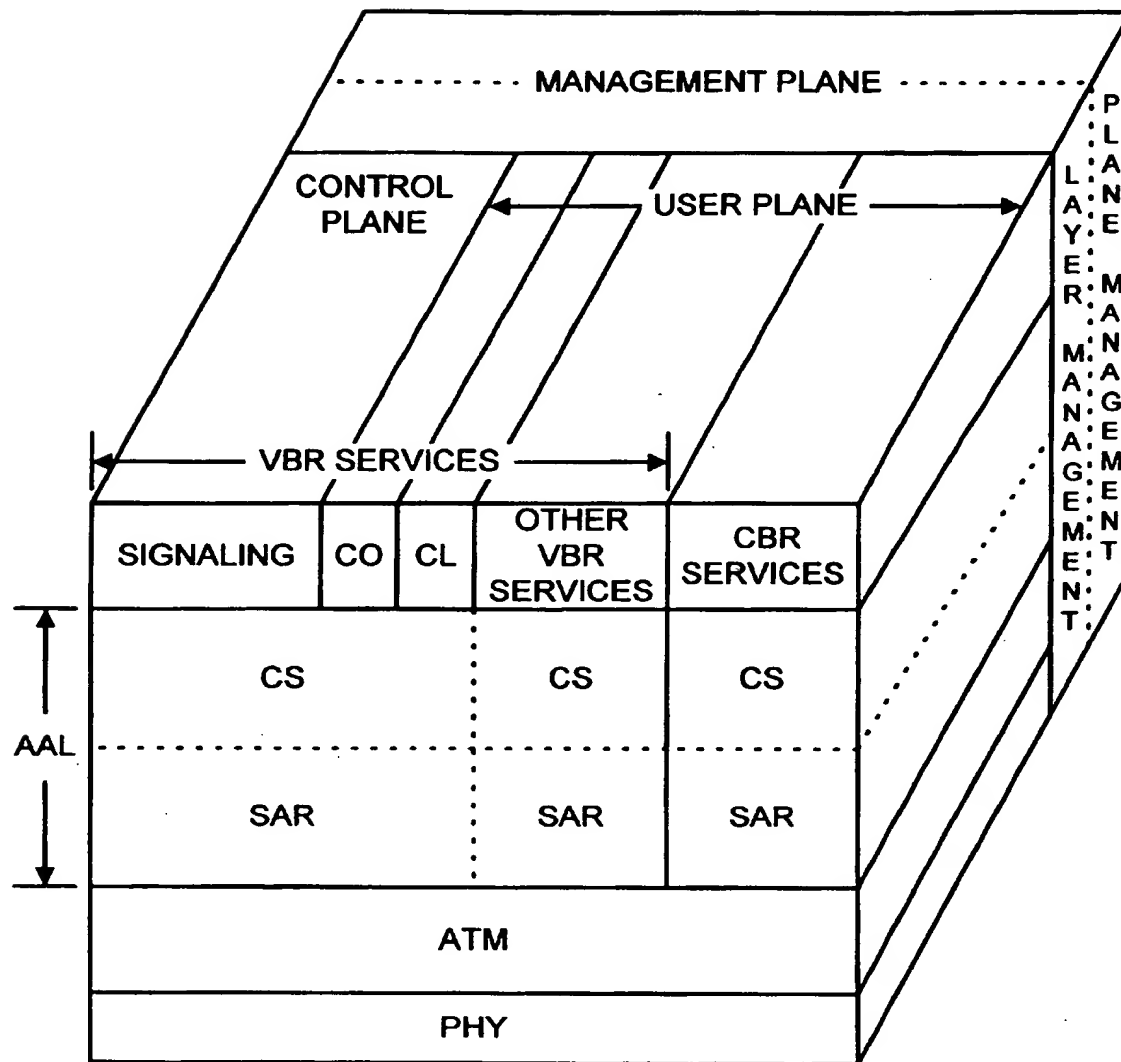 MANAGEMENT PLANE
CONTROL
PLANE
USER PLANE
LAYER MANAGEMENT
PLANE MANAGEMENT
VBR SERVICES
SIGNALING
CO
CL
OTHER
VBR
SERVICES
CBR
SERVICES
AAL
CS
CS
CS
SAR
SAR
SAR
ATM
PHY